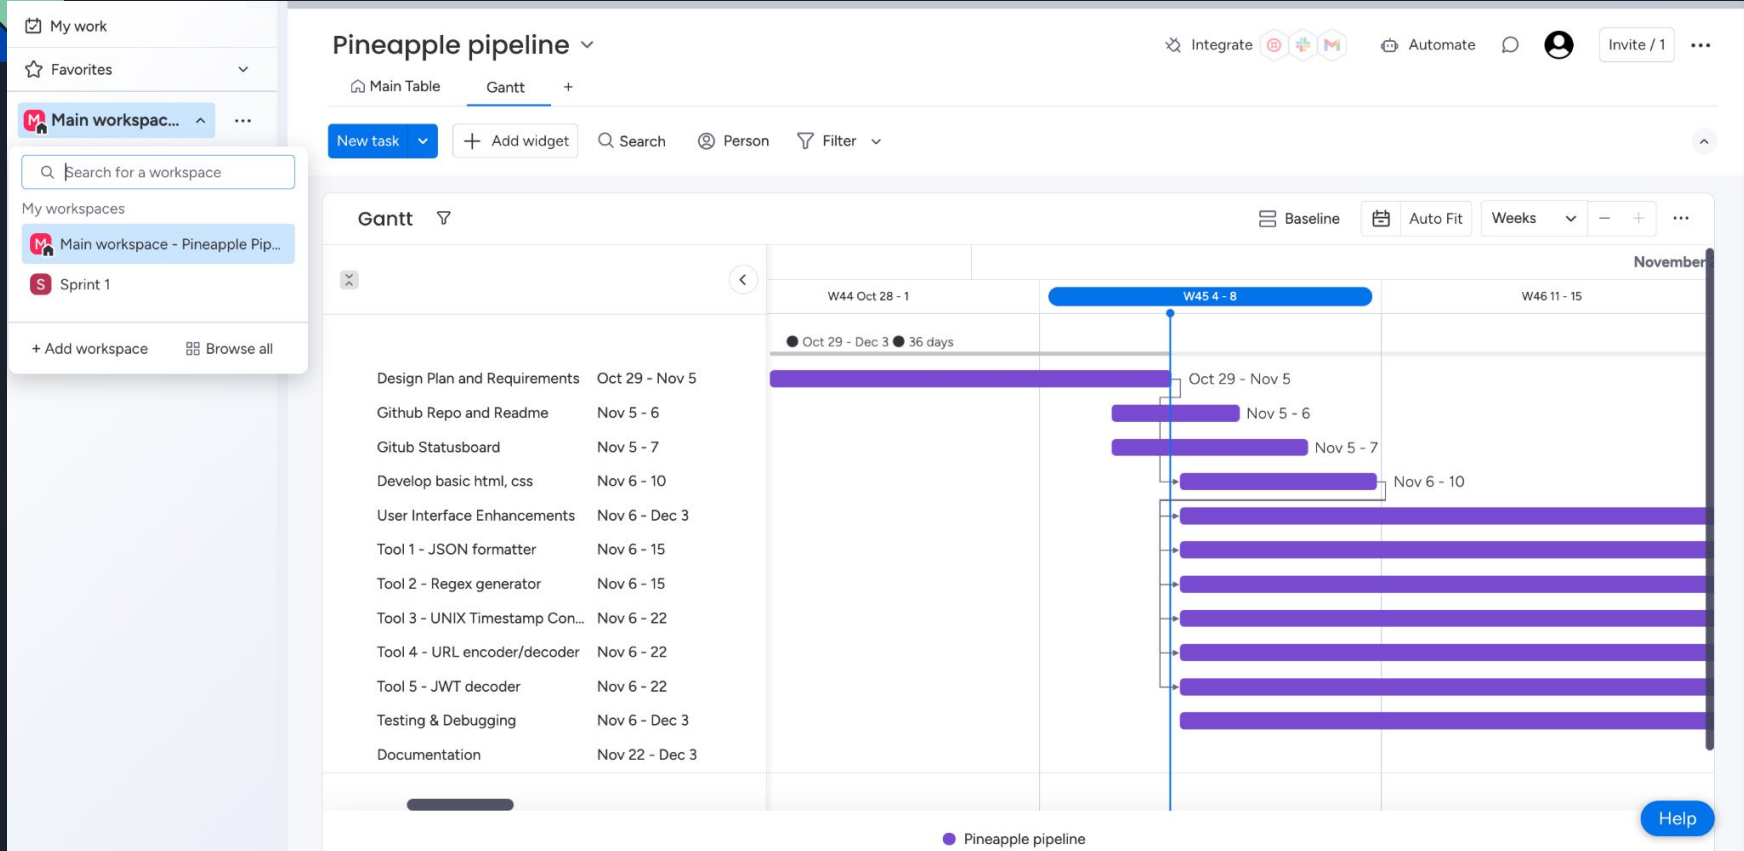 My work
Favorites
M Main workspac...
Search for a workspace
My workspaces
M Main workspace - Pineapple Pip...
S Sprint 1
+ Add workspace
Browse all
Pineapple pipeline
Integrate
Automate
Invite / 1
Main Table
Gantt
+
New task
Add widget
Search
Person
Filter
Gantt
Baseline
Auto Fit
Weeks
November
W44 Oct 28 - 1
W45 4 - 8
W46 11 - 15
Oct 29 - Dec 3 ● 36 days
Design Plan and Requirements Oct 29 - Nov 5 Oct 29 - Nov 5
Github Repo and Readme Nov 5 - 6 Nov 5 - 6
Gitub Statusboard Nov 5 - 7 Nov 5 - 7
Develop basic html, css Nov 6 - 10 Nov 6 - 10
User Interface Enhancements Nov 6 - Dec 3
Tool 1 - JSON formatter Nov 6 - 15
Tool 2 - Regex generator Nov 6 - 15
Tool 3 - UNIX Timestamp Con... Nov 6 - 22
Tool 4 - URL encoder/decoder Nov 6 - 22
Tool 5 - JWT decoder Nov 6 - 22
Testing & Debugging Nov 6 - Dec 3
Documentation Nov 22 - Dec 3
Pineapple pipeline
Help